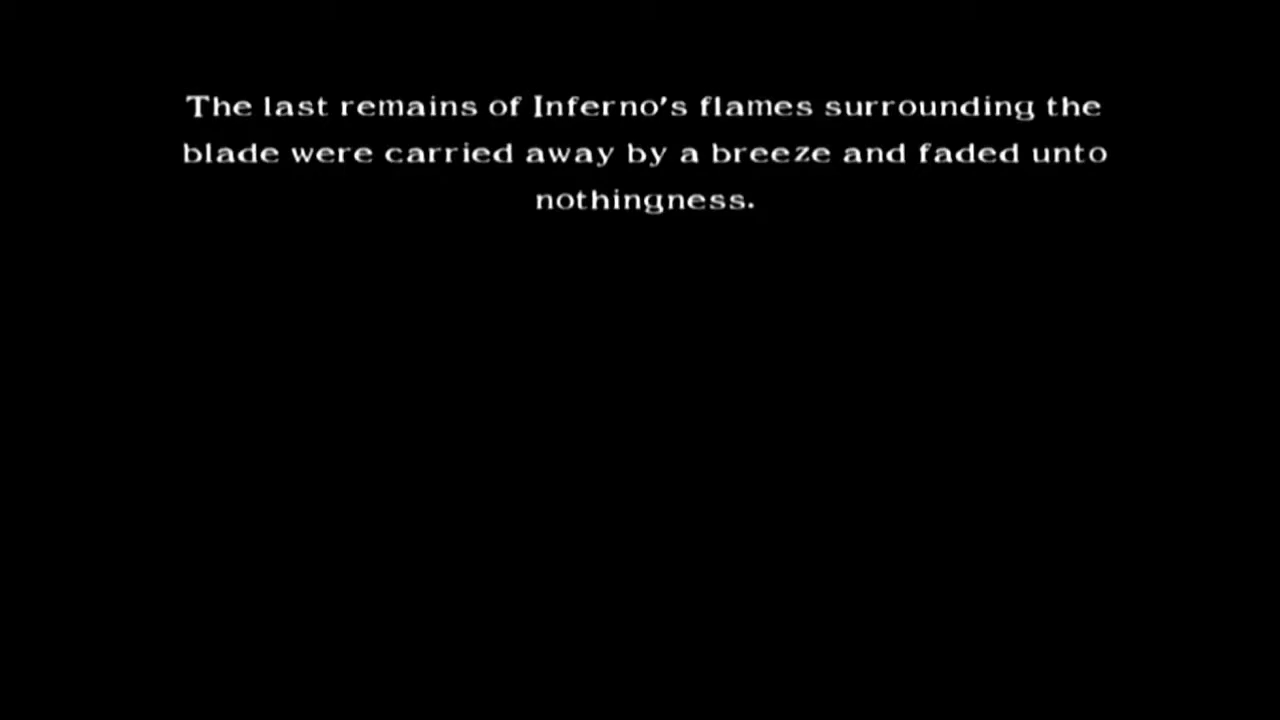 The last remains of Inferno's flames surrounding the
blade were carried away by a breeze and faded unto
nothingness.